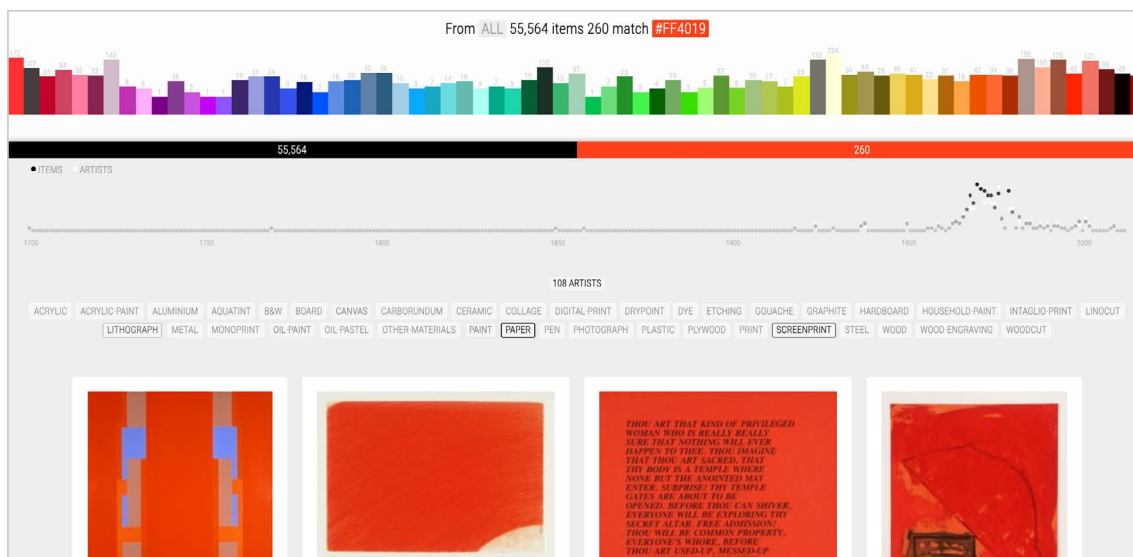 From ALL 55,564 items 260 match #FF4019
55,564
260
ITEMS ARTISTS
1700 1750 1800 1850 1900 1950 2000
108 ARTISTS
ACRYLIC ACRYLIC-PAINT ALUMINIUM AQUATINT B&W BOARD CANVAS CARBORUNDUM CERAMIC COLLAGE DIGITAL-PRINT DRYPOINT DYE ETCHING GOUACHE GRAPHITE HARDBOARD HOUSEHOLD-PAINT INTAGLIO-PRINT LINOCUT
LITHOGRAPH METAL MONOPRINT OIL-PAINT OIL-PASTEL OTHER-MATERIALS PAINT PAPER PEN PHOTOGRAPH PLASTIC PLYWOOD PRINT SCREENPRINT STEEL WOOD WOOD-ENGRAVING WOODCUT
THOU ART THAT KIND OF PRIVILEGED
WOMAN WHO IS REALLY REALLY
SURE THAT NOTHING WILL EVER
HAPPEN TO THEE. THOU IMAGINE
THAT THOU ART SACRED, THAT
THY BODY IS A TEMPLE WHERE
NONE BUT THE ANOINTED MAY
ENTER. SURPRISE! THY TEMPLE
GATES ARE ABOUT TO BE
OPENED. BEFORE THOU CAN SHIVER,
EVERYONE WILL BE EXPLORING THY
SECRET ALTAR. FREE ADMISSION!
THOU WILL BE COMMON PROPERTY,
EVERYONE'S WHORE, BEFORE
THOU ART USED-UP, MESSED-UP